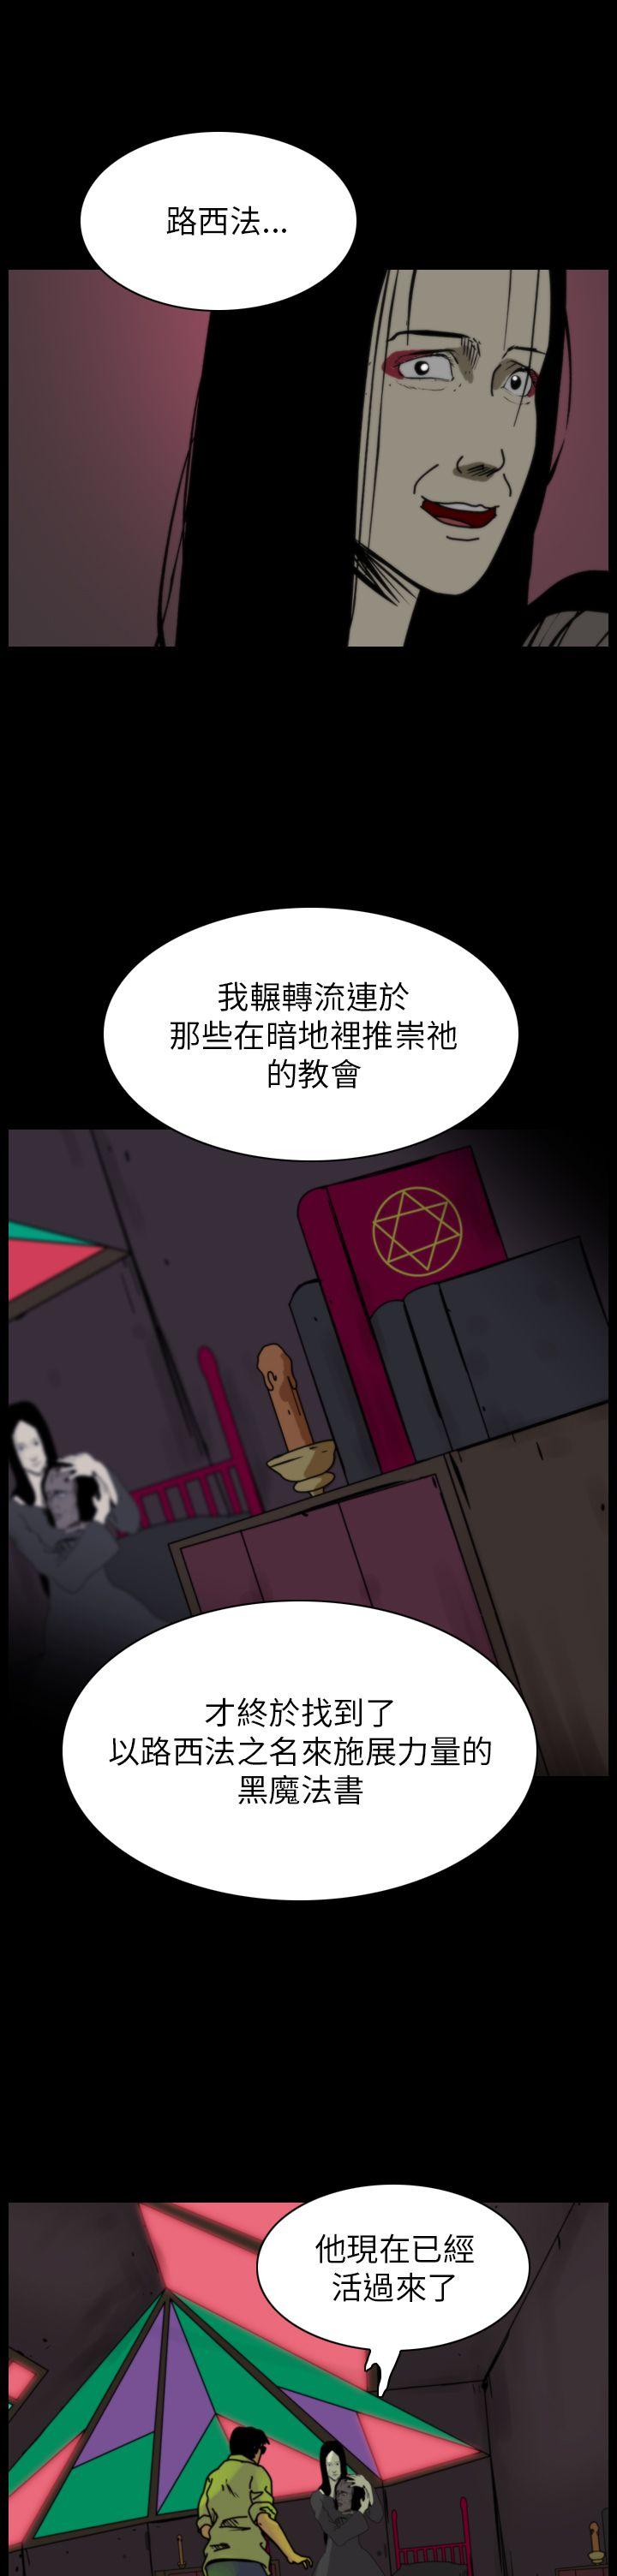 路西法...
我輾轉流連於
那些在暗地裡推崇祂
的教會
才終於找到了
以路西法之名來施展力量的
黑魔法書
他現在已經
活過來了